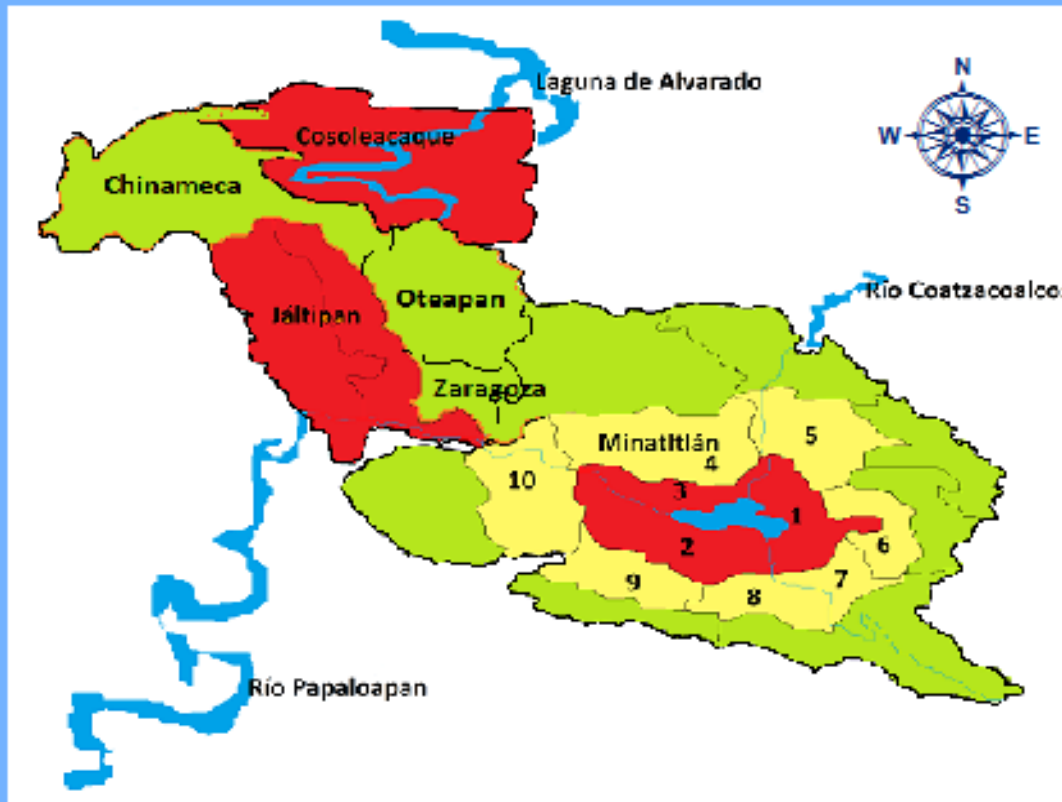 Laguna de Alvarado
N
W E
S
Cosoleacaque
Chinameca
Río Coatzacoalco
Oteapan
Jáltipan
Zaragoza
Minatitlán
5
4
10
3
1
2
6
7
9
8
Río Papaloapan